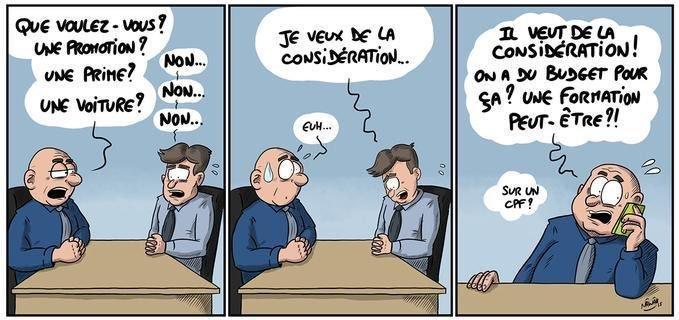 QUE VOULEZ-VOUS?
UNE PROMOTION?
UNE PRIME?
UNE VOITURE?
NON...
NON...
NON...
JE VEUX DE LA
CONSIDÉRATION...
EUH...
IL VEUT DE LA
CONSIDÉRATION!
ON A DU BUDGET POUR
ÇA? UNE FORMATION
PEUT-ÊTRE?!
SUR UN
CPF?